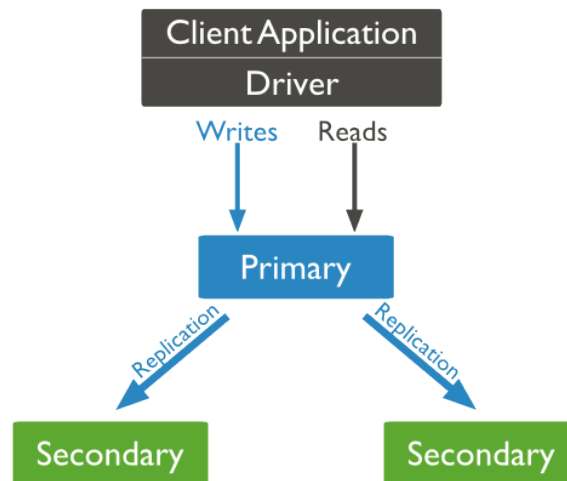 Client Application
Driver
Writes Reads
Primary
Replication Replication
Secondary Secondary